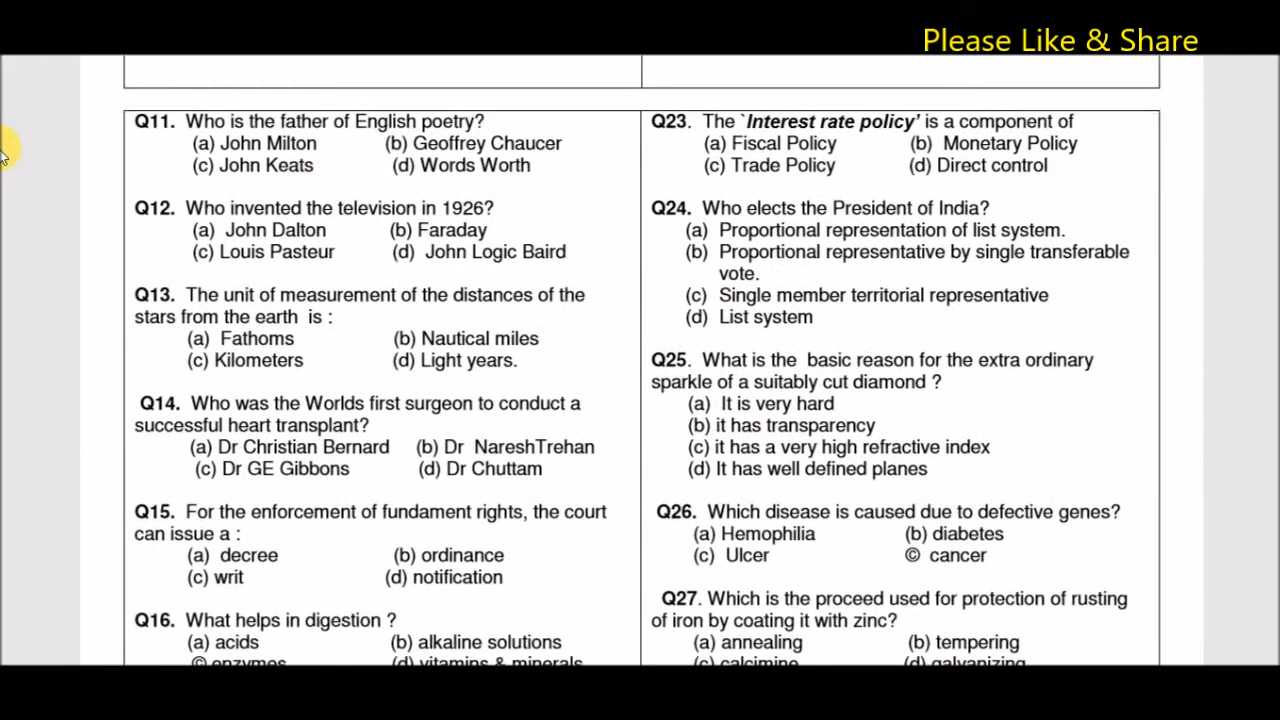 Please Like & Share
Q11. Who is the father of English poetry?
(a) John Milton (b) Geoffrey Chaucer
(c) John Keats (d) Words Worth
Q12. Who invented the television in 1926?
(a) John Dalton (b) Faraday
(c) Louis Pasteur (d) John Logic Baird
Q13. The unit of measurement of the distances of the
stars from the earth is :
(a) Fathoms (b) Nautical miles
(c) Kilometers (d) Light years.
Q14. Who was the Worlds first surgeon to conduct a
successful heart transplant?
(a) Dr Christian Bernard (b) Dr NareshTrehan
(c) Dr GE Gibbons (d) Dr Chuttam
Q15. For the enforcement of fundament rights, the court
can issue a :
(a) decree (b) ordinance
(c) writ (d) notification
Q16. What helps in digestion ?
(a) acids (b) alkaline solutions
© enzymes (d) vitamins & minerals
Q23. The `Interest rate policy' is a component of
(a) Fiscal Policy (b) Monetary Policy
(c) Trade Policy (d) Direct control
Q24. Who elects the President of India?
(a) Proportional representation of list system.
(b) Proportional representative by single transferable
vote.
(c) Single member territorial representative
(d) List system
Q25. What is the basic reason for the extra ordinary
sparkle of a suitably cut diamond ?
(a) It is very hard
(b) it has transparency
(c) it has a very high refractive index
(d) It has well defined planes
Q26. Which disease is caused due to defective genes?
(a) Hemophilia (b) diabetes
(c) Ulcer © cancer
Q27. Which is the proceed used for protection of rusting
of iron by coating it with zinc?
(a) annealing (b) tempering
(c) calcimine (d) galvanizing